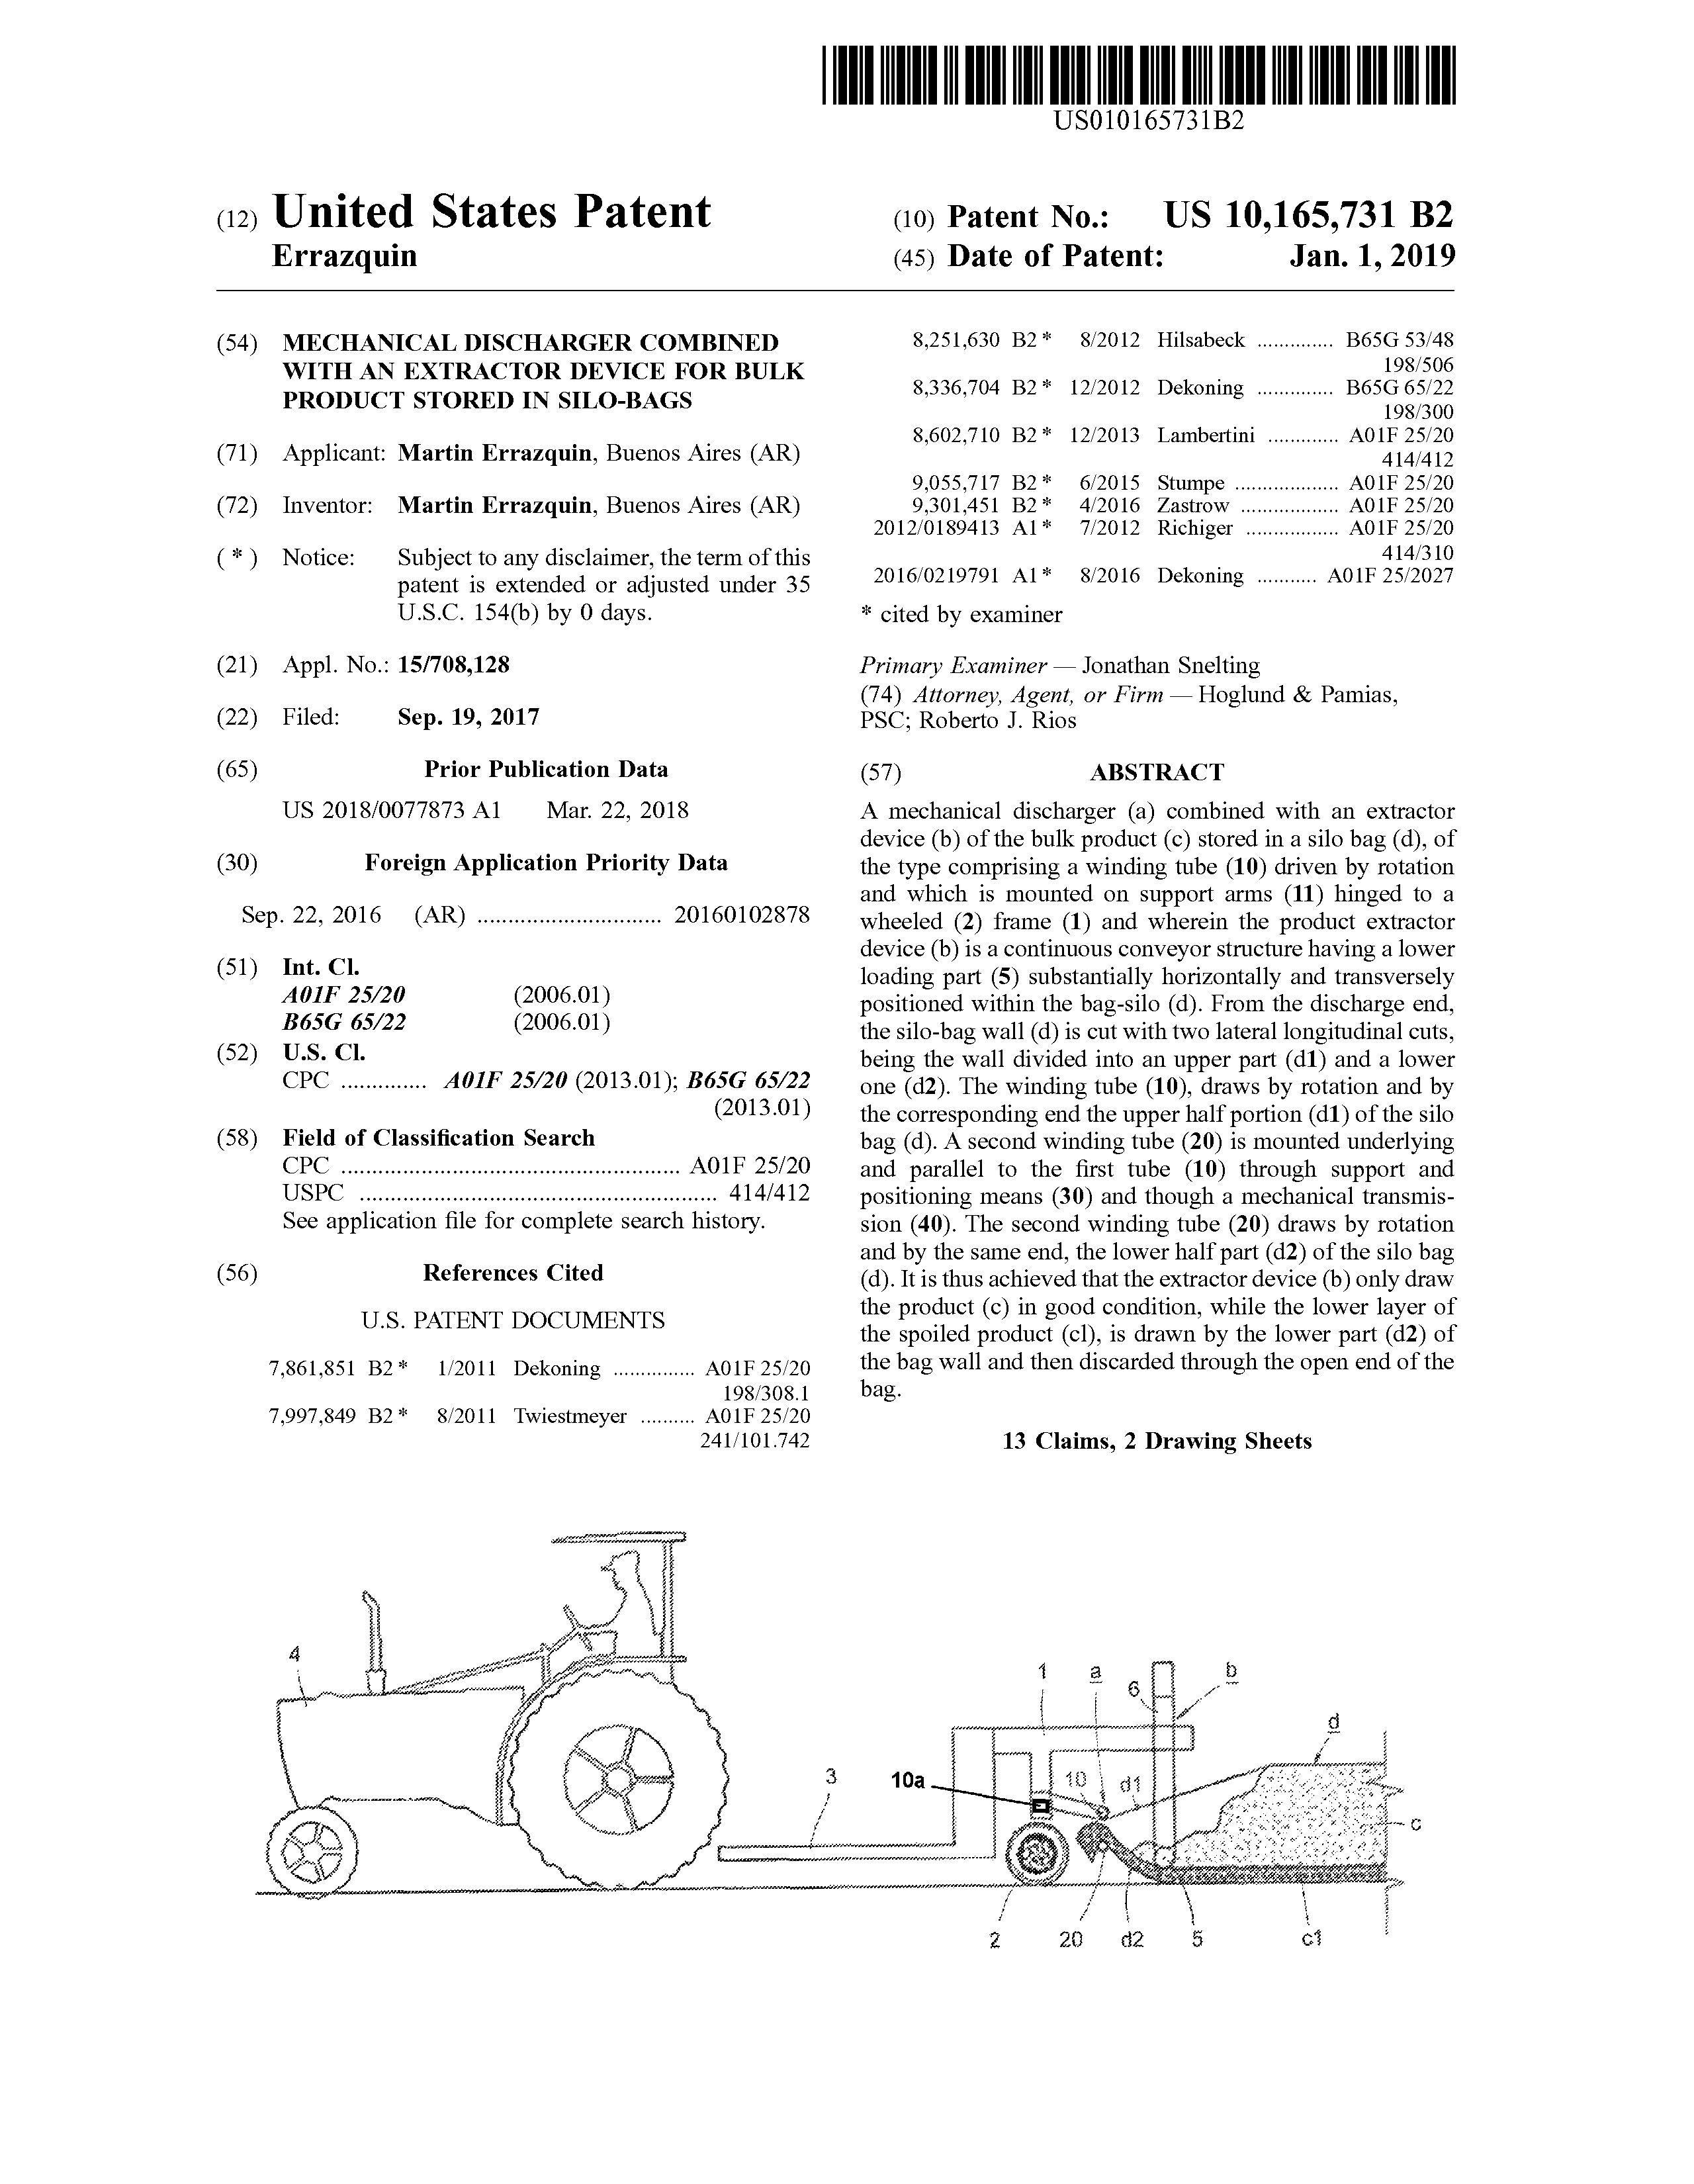 US010165731B2
(12) United States Patent
Errazquin
(10) Patent No.: US 10,165,731 B2
(45) Date of Patent: Jan. 1, 2019
(54) MECHANICAL DISCHARGER COMBINED
WITH AN EXTRACTOR DEVICE FOR BULK
PRODUCT STORED IN SILO-BAGS
(71) Applicant: Martin Errazquin, Buenos Aires (AR)
(72) Inventor: Martin Errazquin, Buenos Aires (AR)
( * ) Notice: Subject to any disclaimer, the term of this
patent is extended or adjusted under 35
U.S.C. 154(b) by 0 days.
(21) Appl. No.: 15/708,128
(22) Filed: Sep. 19, 2017
(65) Prior Publication Data
US 2018/0077873 A1 Mar. 22, 2018
(30) Foreign Application Priority Data
Sep. 22, 2016 (AR) ............................. 20160102878
(51) Int. Cl.
A01F 25/20 (2006.01)
B65G 65/22 (2006.01)
(52) U.S. Cl.
CPC ............. A01F 25/20 (2013.01); B65G 65/22
(2013.01)
(58) Field of Classification Search
CPC .................................................... A01F 25/20
USPC ...................................................... 414/412
See application file for complete search history.
(56) References Cited
U.S. PATENT DOCUMENTS
7,861,851 B2 * 1/2011 Dekoning ............... A01F 25/20
198/308.1
7,997,849 B2 * 8/2011 Twiestmeyer .......... A01F 25/20
241/101.742
8,251,630 B2 * 8/2012 Hilsabeck ............. B65G 53/48
198/506
8,336,704 B2 * 12/2012 Dekoning ............. B65G 65/22
198/300
8,602,710 B2 * 12/2013 Lambertini ............ A01F 25/20
414/412
9,055,717 B2 * 6/2015 Stumpe .................. A01F 25/20
9,301,451 B2 * 4/2016 Zastrow ................. A01F 25/20
2012/0189413 A1 * 7/2012 Richiger ................ A01F 25/20
414/310
2016/0219791 A1 * 8/2016 Dekoning ........... A01F 25/2027
* cited by examiner
Primary Examiner — Jonathan Snelting
(74) Attorney, Agent, or Firm — Hoglund & Pamias,
PSC; Roberto J. Rios
(57) ABSTRACT
A mechanical discharger (a) combined with an extractor
device (b) of the bulk product (c) stored in a silo bag (d), of
the type comprising a winding tube (10) driven by rotation
and which is mounted on support arms (11) hinged to a
wheeled (2) frame (1) and wherein the product extractor
device (b) is a continuous conveyor structure having a lower
loading part (5) substantially horizontally and transversely
positioned within the bag-silo (d). From the discharge end,
the silo-bag wall (d) is cut with two lateral longitudinal cuts,
being the wall divided into an upper part (d1) and a lower
one (d2). The winding tube (10), draws by rotation and by
the corresponding end the upper half portion (d1) of the silo
bag (d). A second winding tube (20) is mounted underlying
and parallel to the first tube (10) through support and
positioning means (30) and though a mechanical transmis-
sion (40). The second winding tube (20) draws by rotation
and by the same end, the lower half part (d2) of the silo bag
(d). It is thus achieved that the extractor device (b) only draw
the product (c) in good condition, while the lower layer of
the spoiled product (cl), is drawn by the lower part (d2) of
the bag wall and then discarded through the open end of the
bag.
13 Claims, 2 Drawing Sheets
4
1 a 6 b
d
3 10a 10 d1
c
2 20 d2 5 c1